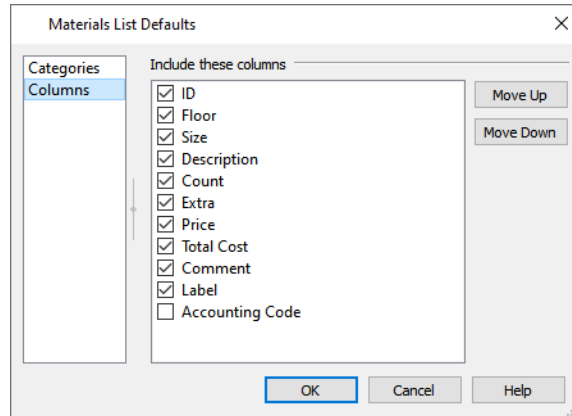 Materials List Defaults
Categories
Columns
Include these columns
ID
Floor
Size
Description
Count
Extra
Price
Total Cost
Comment
Label
Accounting Code
Move Up
Move Down
OK
Cancel
Help